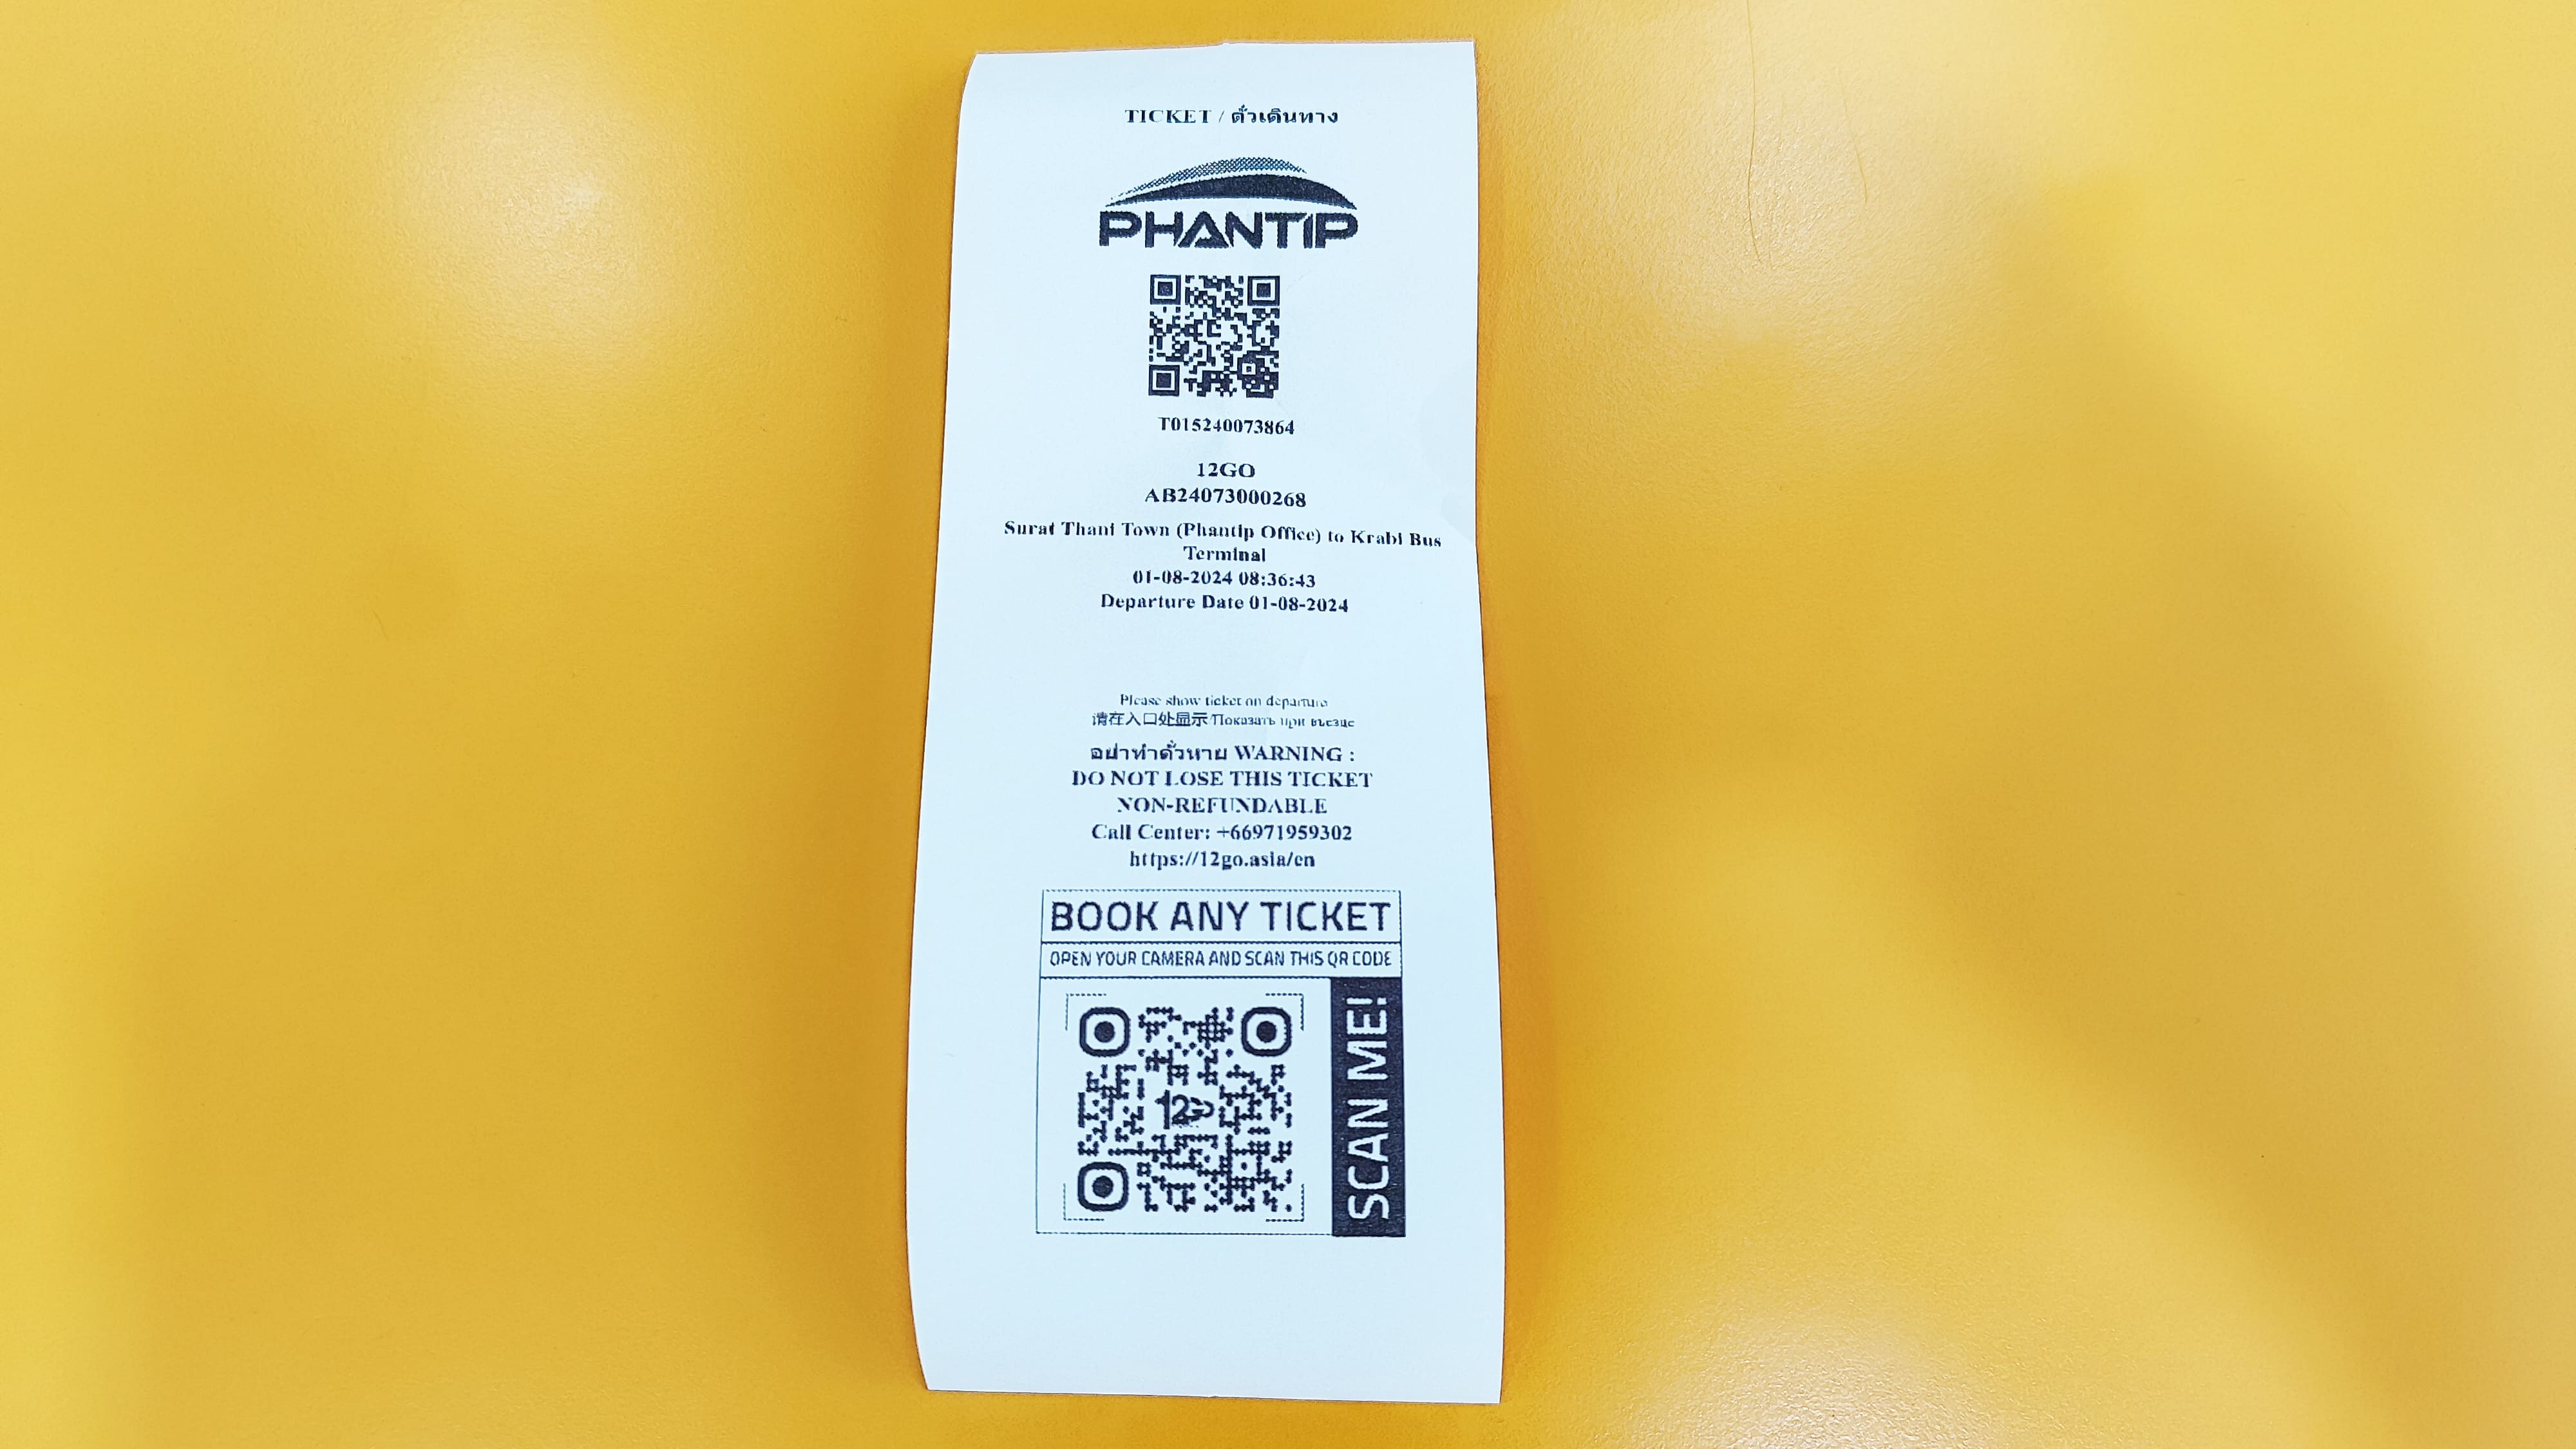 TICKET / ตั๋วเดินทาง
PHANTIP
T015240073864
12GO
AB24073000268
Surat Thani Town (Phantip Office) to Krabi Bus
Terminal
01-08-2024 08:36:43
Departure Date 01-08-2024
Please show ticket on departure
请在入口处显示/Показать при въезде
อย่าทำตั๋วหาย WARNING :
DO NOT LOSE THIS TICKET
NON-REFUNDABLE
Call Center: +66971959302
https://12go.asia/en
BOOK ANY TICKET
OPEN YOUR CAMERA AND SCAN THIS QR CODE
12Go
SCAN ME!